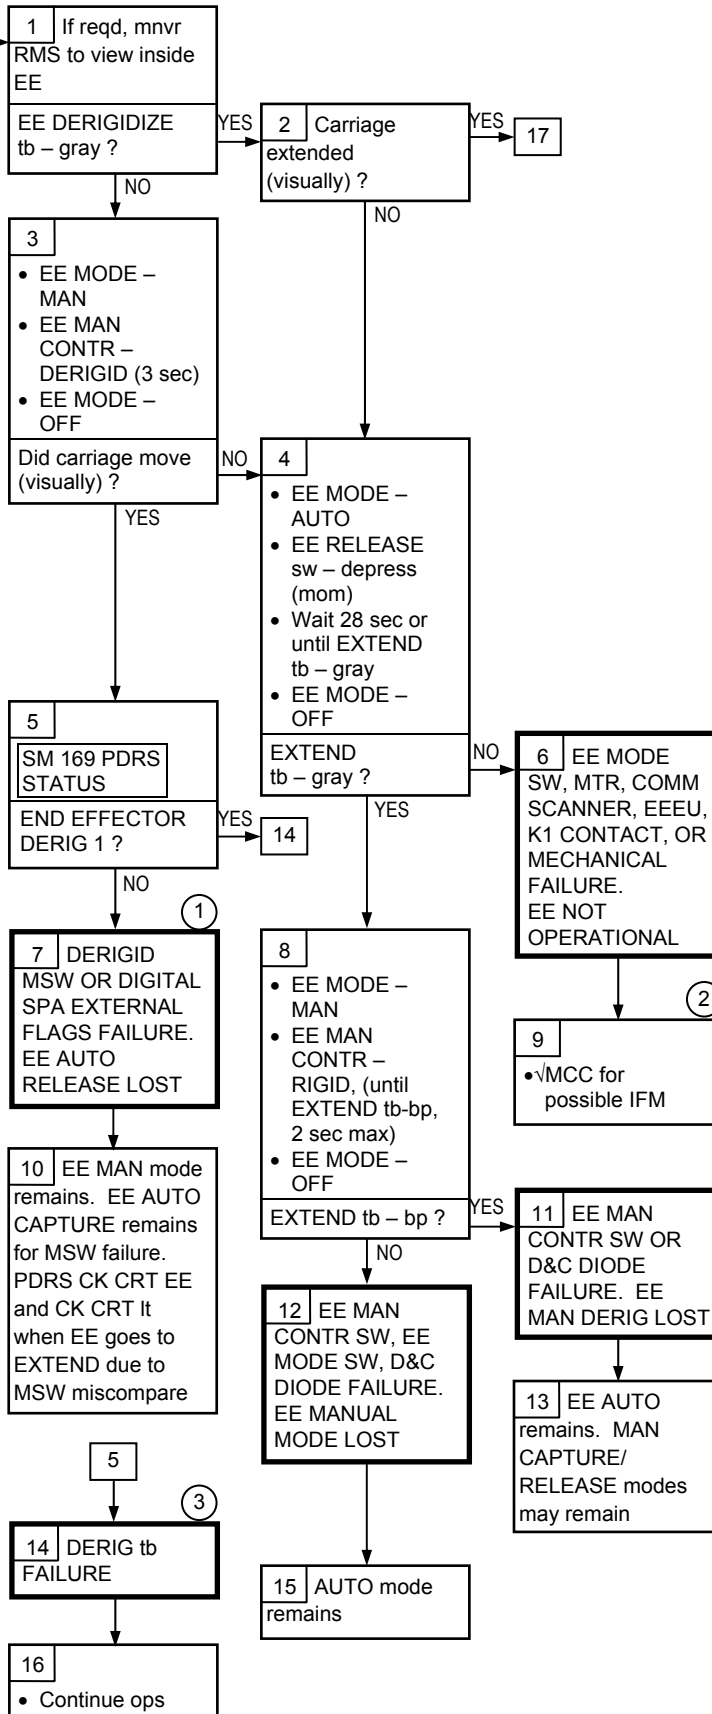 1 If reqd, mnvr
RMS to view inside
EE
EE DERIGIDIZE
tb – gray ?
YES
NO
2 Carriage
extended
(visually) ?
YES
17
NO
3
• EE MODE –
MAN
• EE MAN
CONTR –
DERIGID (3 sec)
• EE MODE –
OFF
Did carriage move
(visually) ?
NO
YES
4
• EE MODE –
AUTO
• EE RELEASE
sw – depress
(mom)
• Wait 28 sec or
until EXTEND
tb – gray
• EE MODE –
OFF
EXTEND
tb – gray ?
NO
YES
5
SM 169 PDRS
STATUS
END EFFECTOR
DERIG 1 ?
YES
14
NO
6 EE MODE
SW, MTR, COMM
SCANNER, EEEU,
K1 CONTACT, OR
MECHANICAL
FAILURE.
EE NOT
OPERATIONAL
1
7 DERIGID
MSW OR DIGITAL
SPA EXTERNAL
FLAGS FAILURE.
EE AUTO
RELEASE LOST
8
• EE MODE –
MAN
• EE MAN
CONTR –
RIGID, (until
EXTEND tb-bp,
2 sec max)
• EE MODE –
OFF
EXTEND tb – bp ?
YES
NO
2
9
•√MCC for
possible IFM
10 EE MAN mode
remains. EE AUTO
CAPTURE remains
for MSW failure.
PDRS CK CRT EE
and CK CRT lt
when EE goes to
EXTEND due to
MSW miscompare
11 EE MAN
CONTR SW OR
D&C DIODE
FAILURE. EE
MAN DERIG LOST
12 EE MAN
CONTR SW, EE
MODE SW, D&C
DIODE FAILURE.
EE MANUAL
MODE LOST
13 EE AUTO
remains. MAN
CAPTURE/
RELEASE modes
may remain
5
3
14 DERIG tb
FAILURE
15 AUTO mode
remains
16
• Continue ops